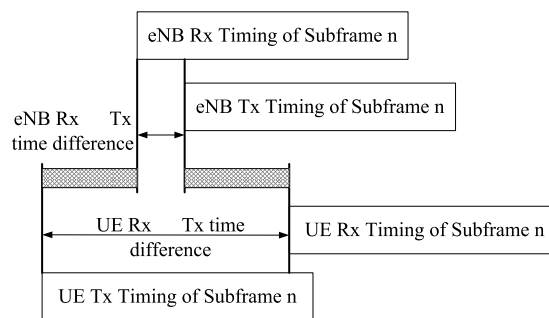 eNB Rx Timing of Subframe n
eNB Tx Timing of Subframe n
eNB Rx Tx
time difference
UE Rx Tx time
difference
UE Rx Timing of Subframe n
UE Tx Timing of Subframe n